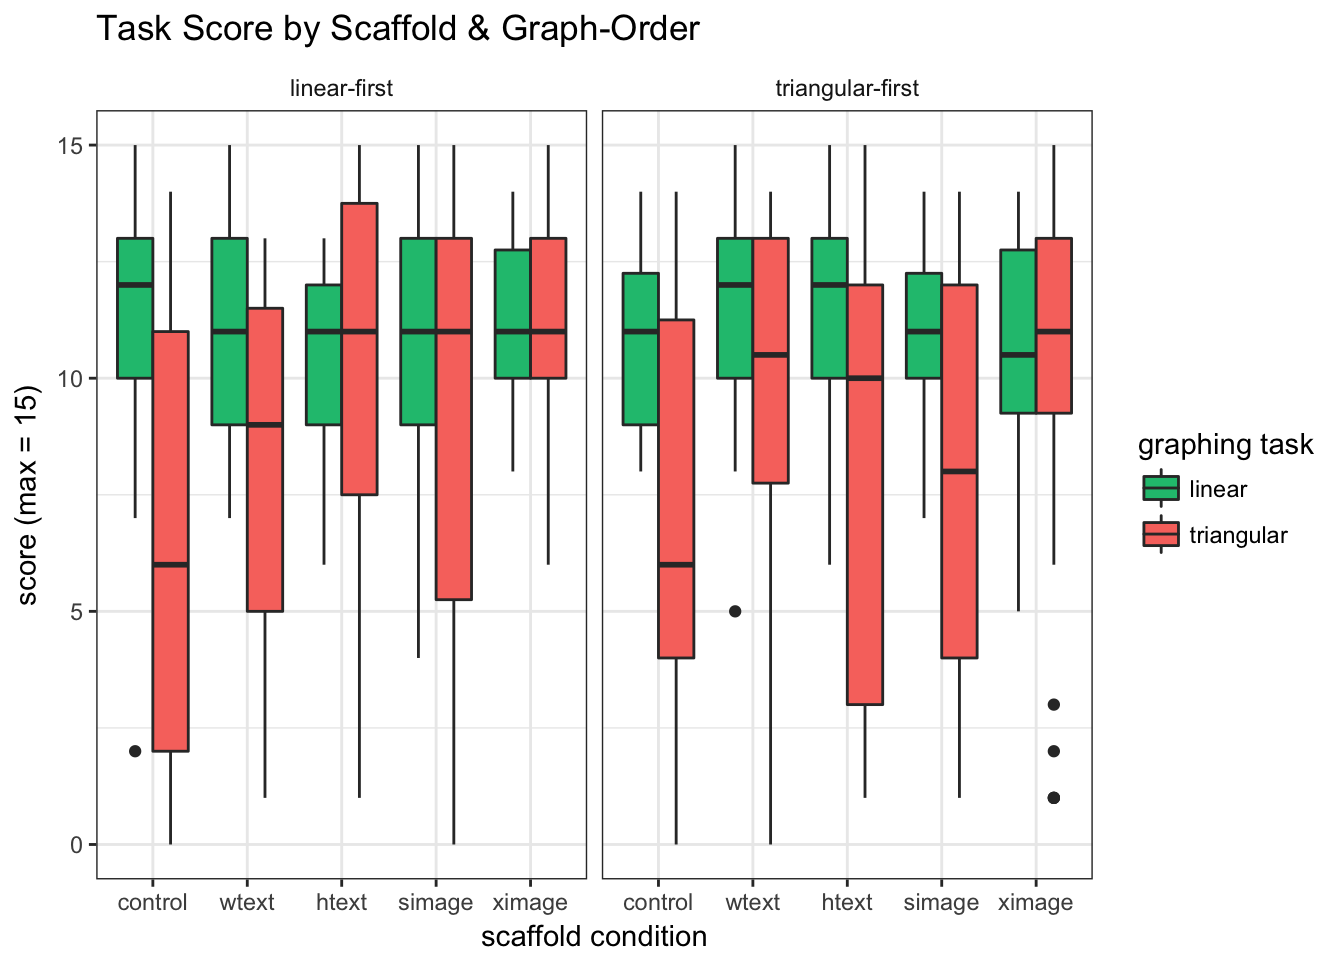 Task Score by Scaffold & Graph-Order
linear-first
triangular-first
15
10
5
0
score (max = 15)
control wtext htext simage ximage
control wtext htext simage ximage
scaffold condition
graphing task
linear
triangular